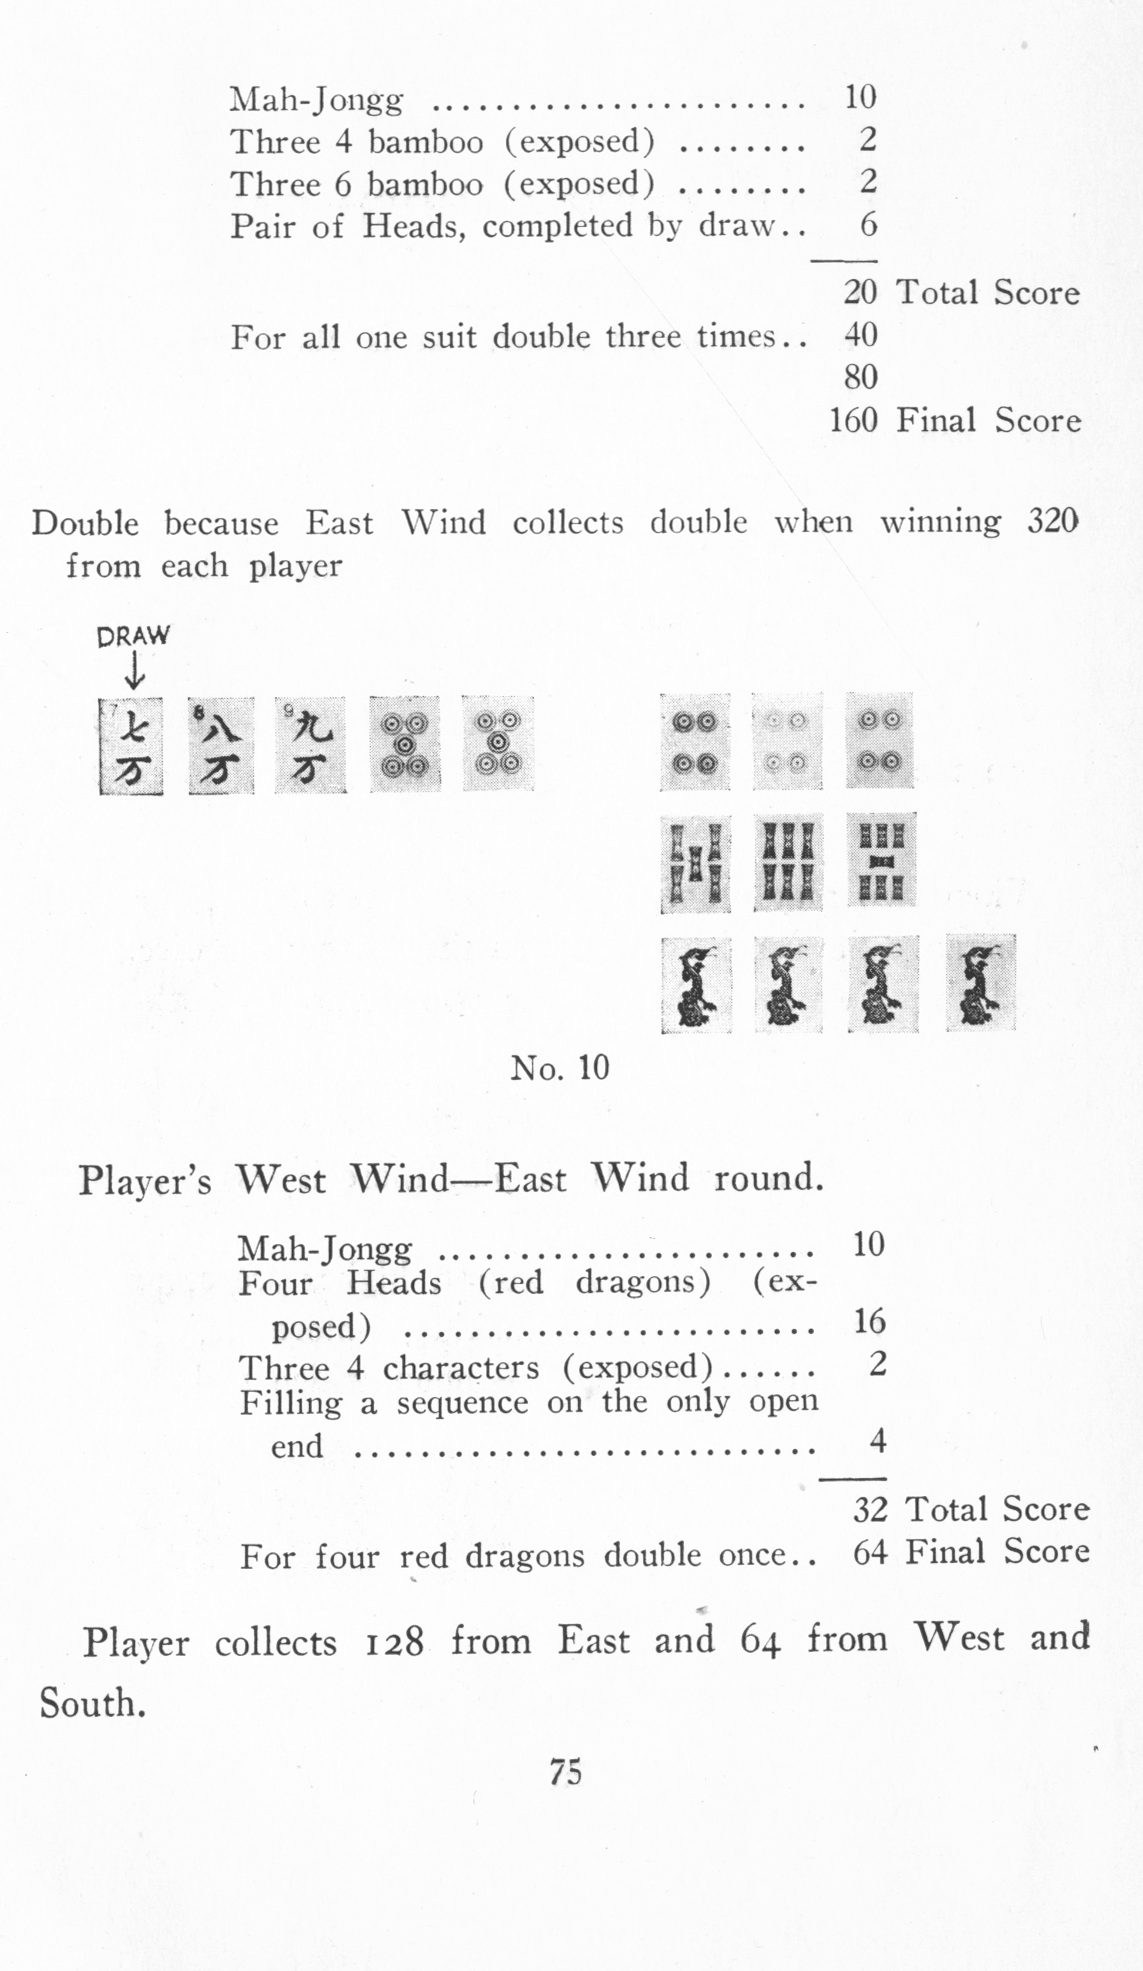 Mah-Jongg ........................ 10
Three 4 bamboo (exposed) ........ 2
Three 6 bamboo (exposed) ........ 2
Pair of Heads, completed by draw.. 6
20 Total Score
For all one suit double three times.. 40
80
160 Final Score
Double because East Wind collects double when winning 320
from each player
DRAW
7 8 9
七 八 九
万 万 万
No. 10
Player's West Wind—East Wind round.
Mah-Jongg ........................ 10
Four Heads (red dragons) (ex-
posed) .......................... 16
Three 4 characters (exposed)...... 2
Filling a sequence on the only open
end ............................. 4
32 Total Score
For four red dragons double once.. 64 Final Score
Player collects 128 from East and 64 from West and
South.
75